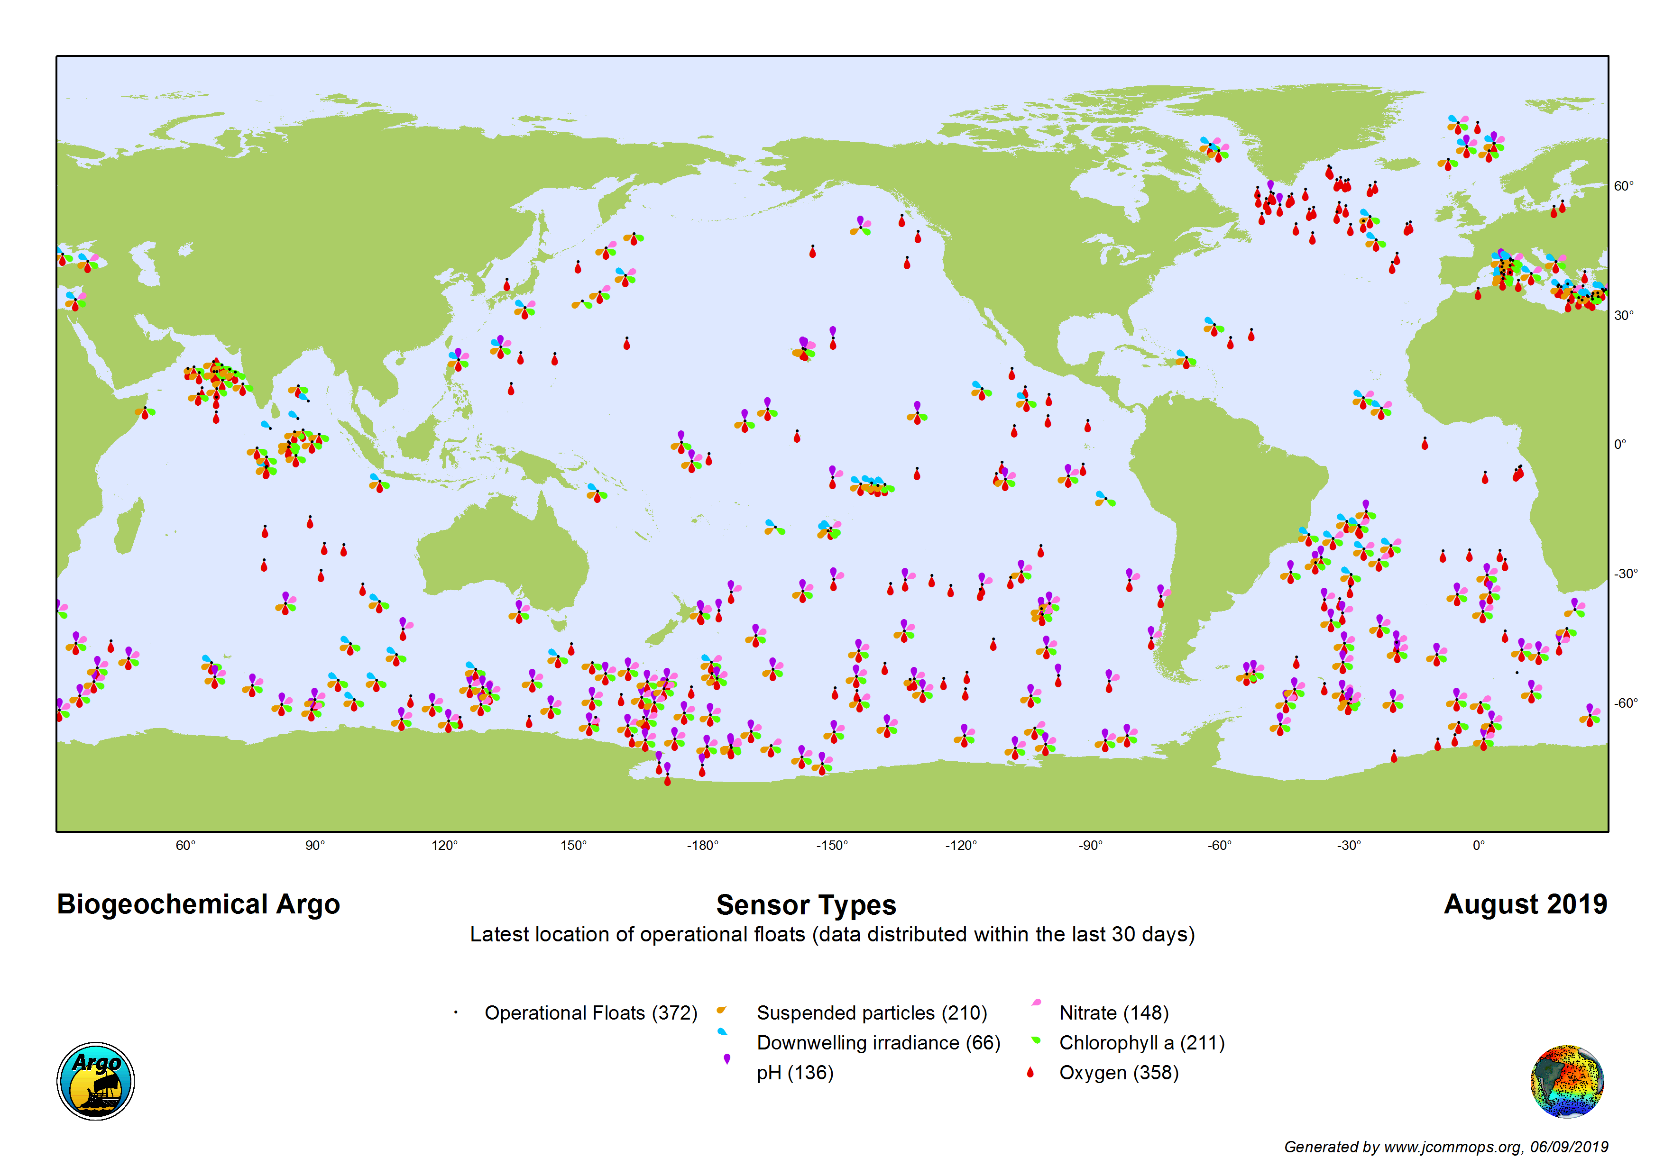 60°
30°
0°
-30°
-60°
60° 90° 120° 150° -180° -150° -120° -90° -60° -30° 0°
Biogeochemical Argo Sensor Types August 2019
Latest location of operational floats (data distributed within the last 30 days)
Operational Floats (372) Suspended particles (210) Nitrate (148)
Downwelling irradiance (66) Chlorophyll a (211)
pH (136) Oxygen (358)
Argo
Generated by www.jcommops.org, 06/09/2019